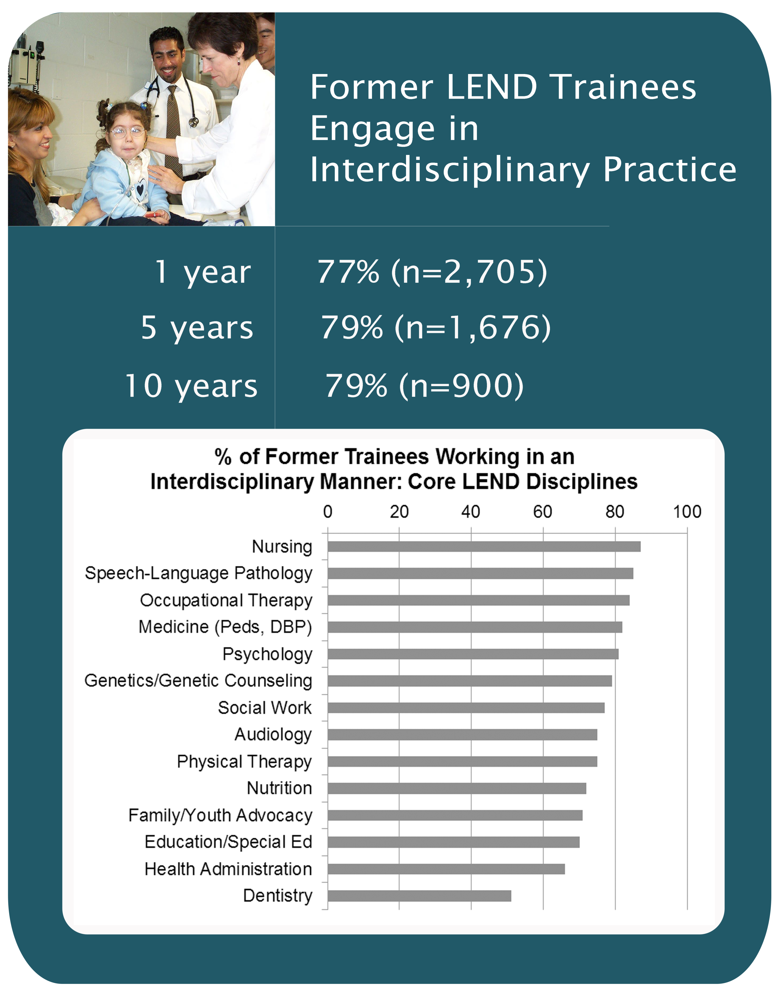 Former LEND Trainees
Engage in
Interdisciplinary Practice
1 year 77% (n=2,705)
5 years 79% (n=1,676)
10 years 79% (n=900)
% of Former Trainees Working in an
Interdisciplinary Manner: Core LEND Disciplines
0 20 40 60 80 100
Nursing
Speech-Language Pathology
Occupational Therapy
Medicine (Peds, DBP)
Psychology
Genetics/Genetic Counseling
Social Work
Audiology
Physical Therapy
Nutrition
Family/Youth Advocacy
Education/Special Ed
Health Administration
Dentistry